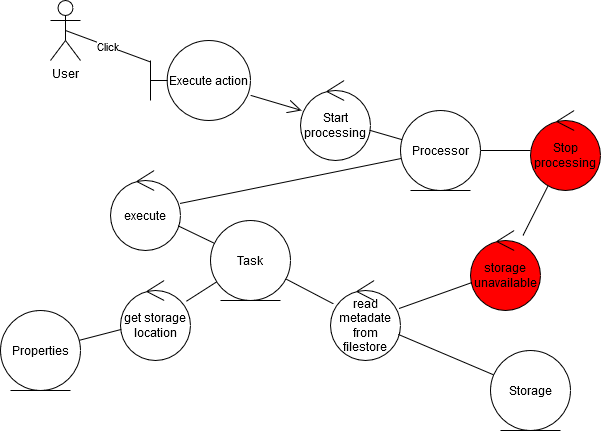 Click
User
Execute action
Start
processing
Processor
Stop
processing
execute
Task
storage
unavailable
get storage
location
read
metadate
from
filestore
Properties
Storage